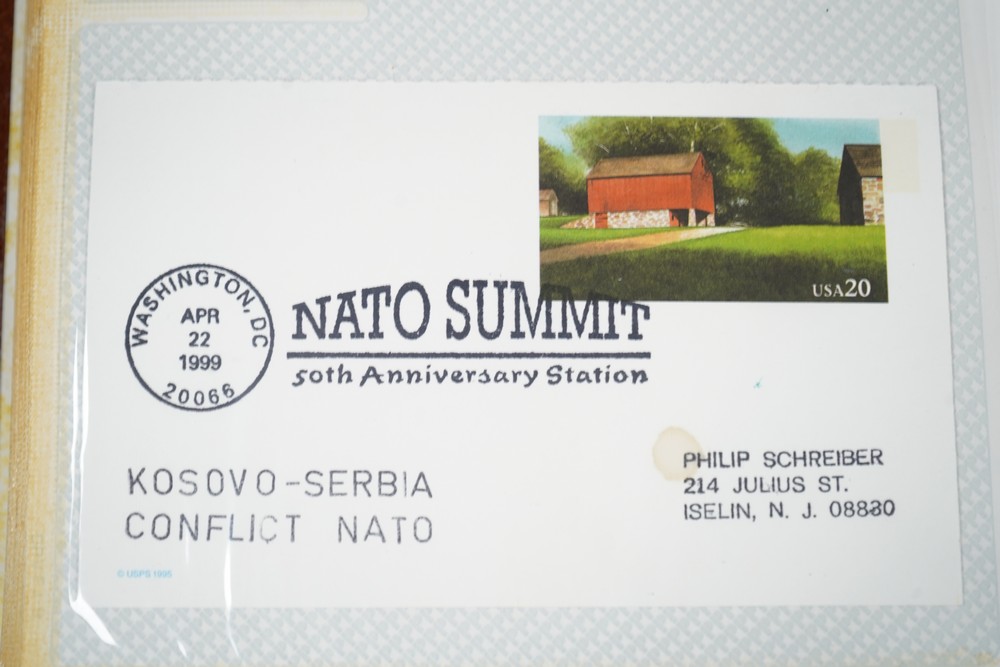 USA20
WASHINGTON, DC
APR
22
1999
20066
NATO SUMMIT
50th Anniversary Station
KOSOVO-SERBIA
CONFLICT NATO
PHILIP SCHREIBER
214 JULIUS ST.
ISELIN, N. J. 08830
© USPS 1995